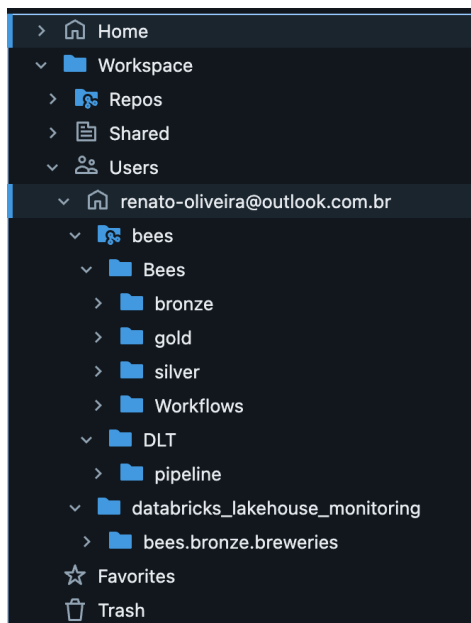 Home
Workspace
Repos
Shared
Users
renato-oliveira@outlook.com.br
bees
Bees
bronze
gold
silver
Workflows
DLT
pipeline
databricks_lakehouse_monitoring
bees.bronze.breweries
Favorites
Trash